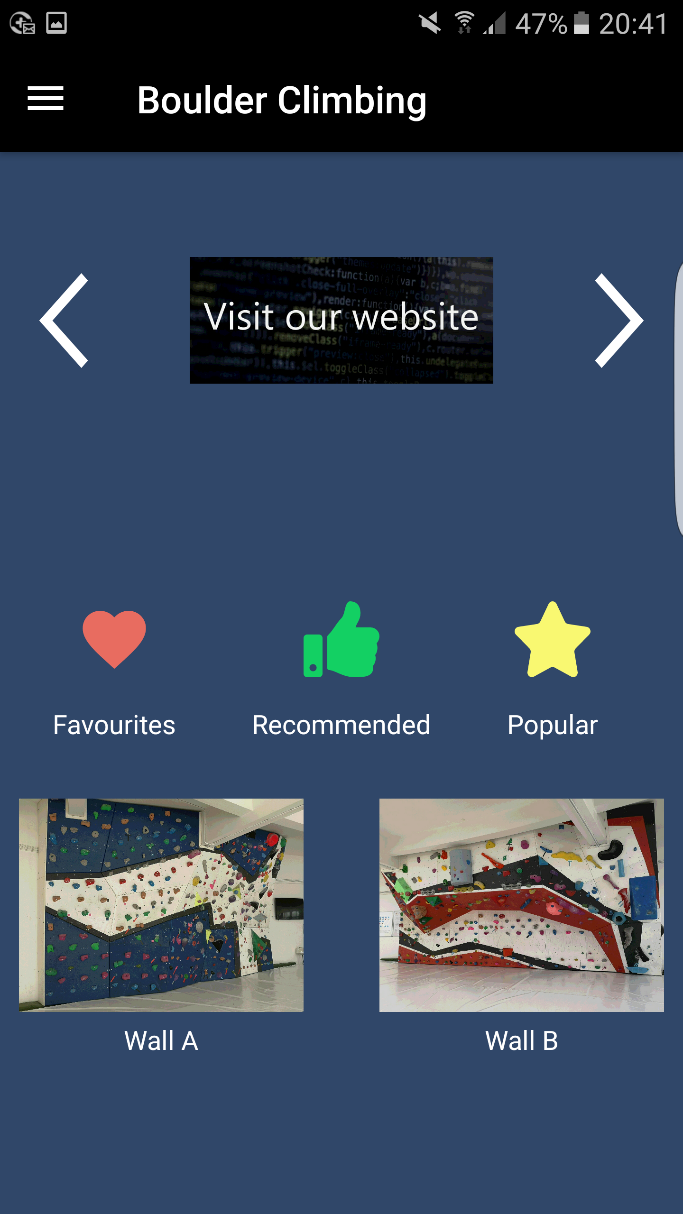 47% 20:41
Boulder Climbing
Visit our website
Favourites Recommended Popular
Wall A Wall B